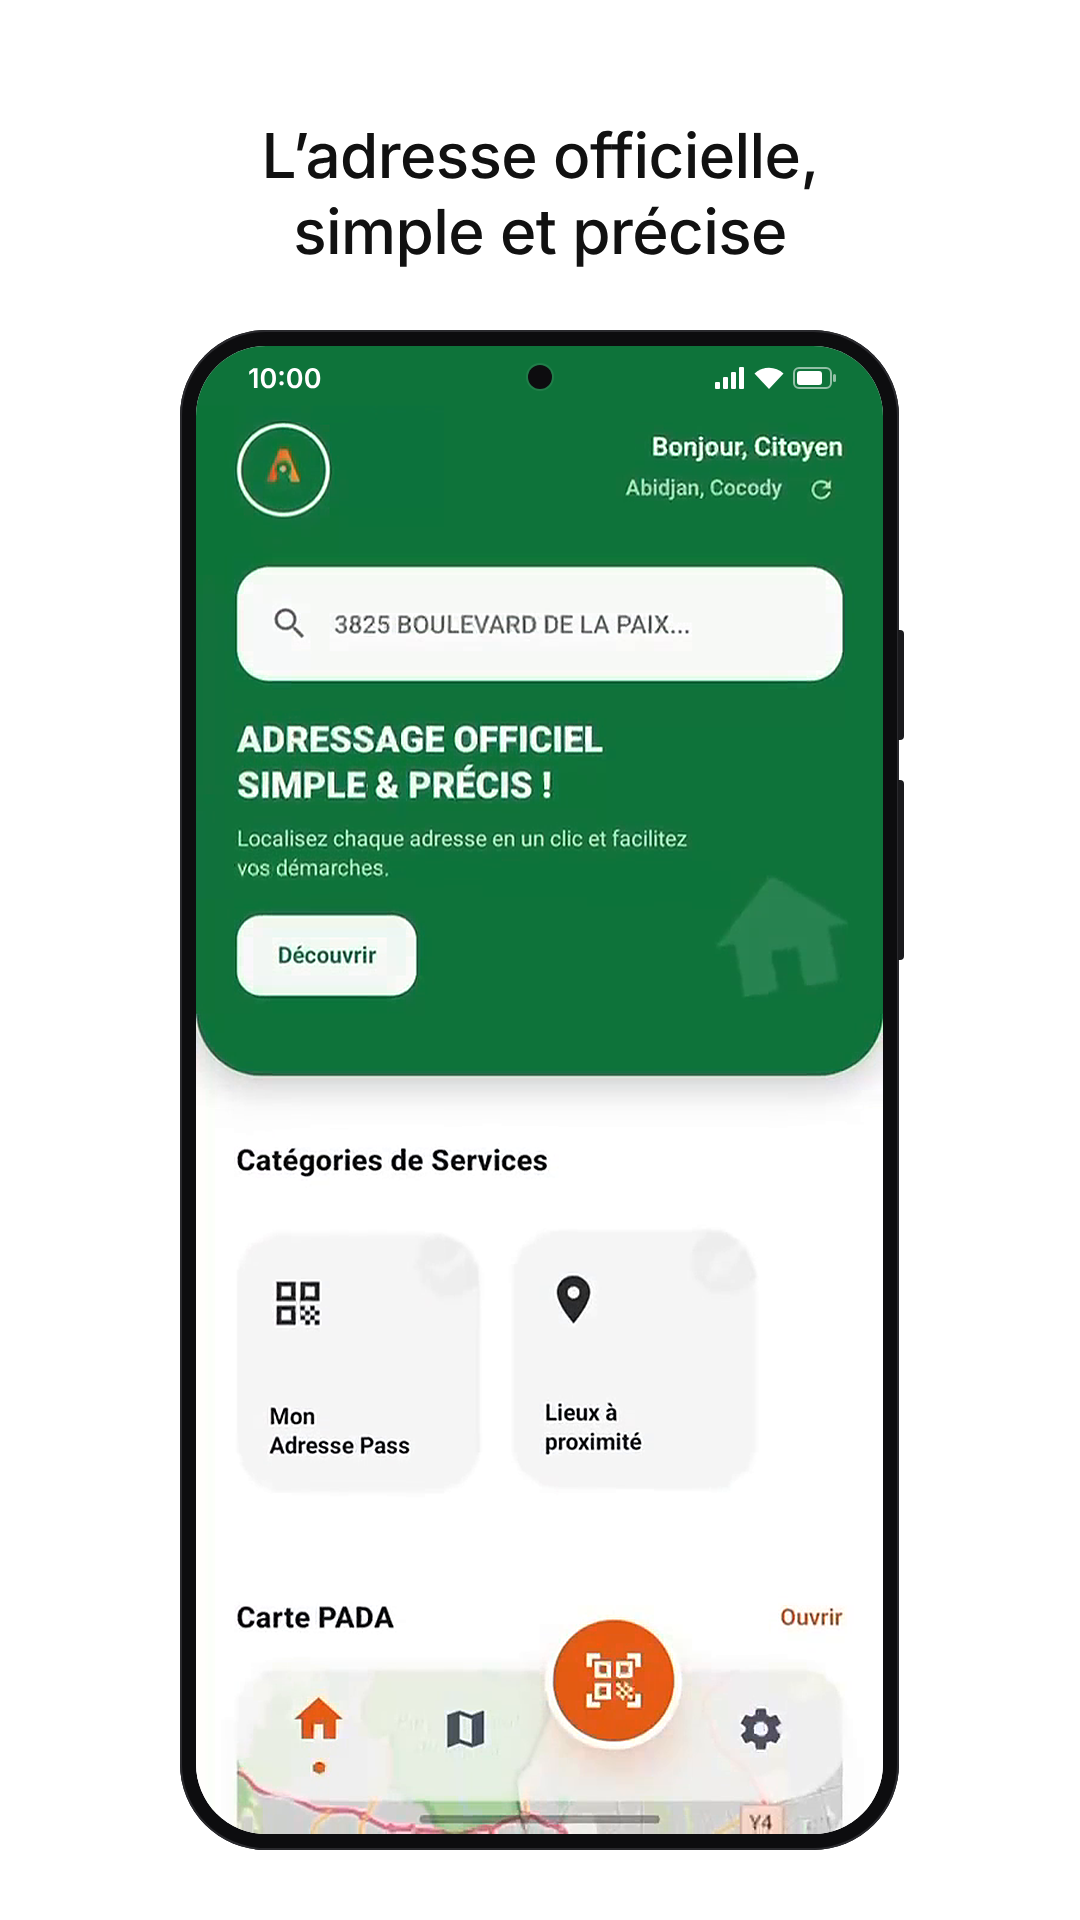 L’adresse officielle,
simple et précise
10:00
Bonjour, Citoyen
Abidjan, Cocody
3825 BOULEVARD DE LA PAIX...
ADRESSAGE OFFICIEL
SIMPLE & PRÉCIS !
Localisez chaque adresse en un clic et facilitez
vos démarches.
Découvrir
Catégories de Services
Mon
Adresse Pass
Lieux à
proximité
Carte PADA
Ouvrir
Y4